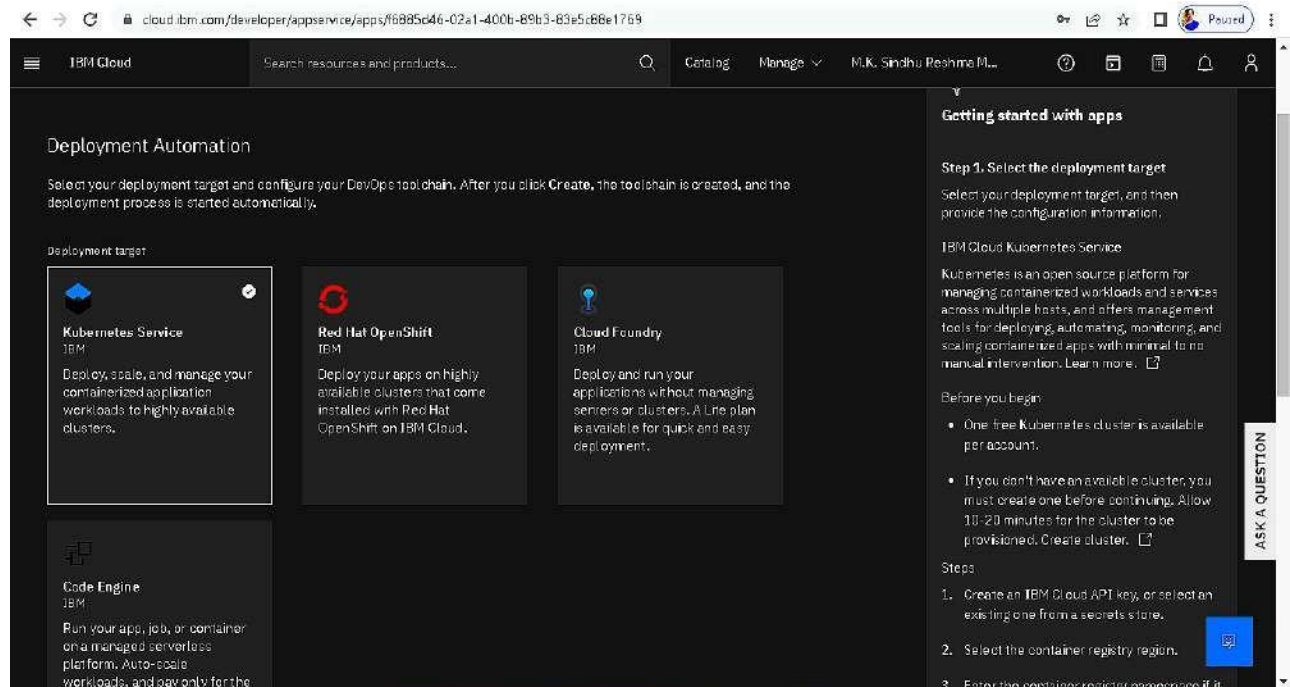 cloud.ibm.com/developer/appservice/apps/f6885d46-02a1-400b-89b3-83e5c88e1769
Paused
IBM Cloud
Search resources and products...
Catalog
Manage
M.K. Sindhu Reshma M...
Deployment Automation
Select your deployment target and configure your DevOps toolchain. After you click Create, the toolchain is created, and the
deployment process is started automatically.
Deployment target
Kubernetes Service
IBM
Deploy, scale, and manage your
containerized application
workloads to highly available
clusters.
Red Hat OpenShift
IBM
Deploy your apps on highly
available clusters that come
installed with Red Hat
OpenShift on IBM Cloud.
Cloud Foundry
IBM
Deploy and run your
applications without managing
servers or clusters. A Lite plan
is available for quick and easy
deployment.
Code Engine
IBM
Run your app, job, or container
on a managed serverless
platform. Auto-scale
workloads, and pay only for the
Getting started with apps
Step 1. Select the deployment target
Select your deployment target, and then
provide the configuration information.
IBM Cloud Kubernetes Service
Kubernetes is an open source platform for
managing containerized workloads and services
across multiple hosts, and offers management
tools for deploying, automating, monitoring, and
scaling containerized apps with minimal to no
manual intervention. Learn more.
Before you begin
• One free Kubernetes cluster is available
per account.
• If you don't have an available cluster, you
must create one before continuing. Allow
10-20 minutes for the cluster to be
provisioned. Create cluster.
Steps
1. Create an IBM Cloud API key, or select an
existing one from a secrets store.
2. Select the container registry region.
3. Enter the container registry namespace if it
ASK A QUESTION